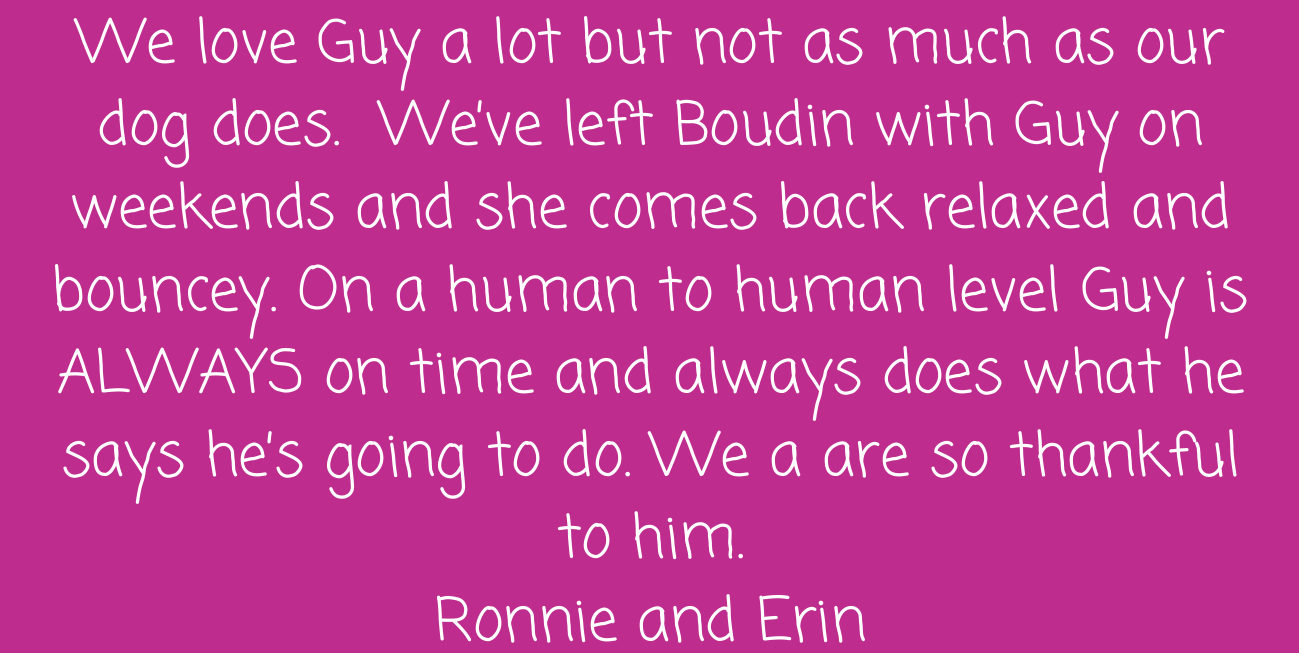 We love Guy a lot but not as much as our
dog does.  We've left Boudin with Guy on
weekends and she comes back relaxed and
bouncey. On a human to human level Guy is
ALWAYS on time and always does what he
says he's going to do. We a are so thankful
to him.
Ronnie and Erin